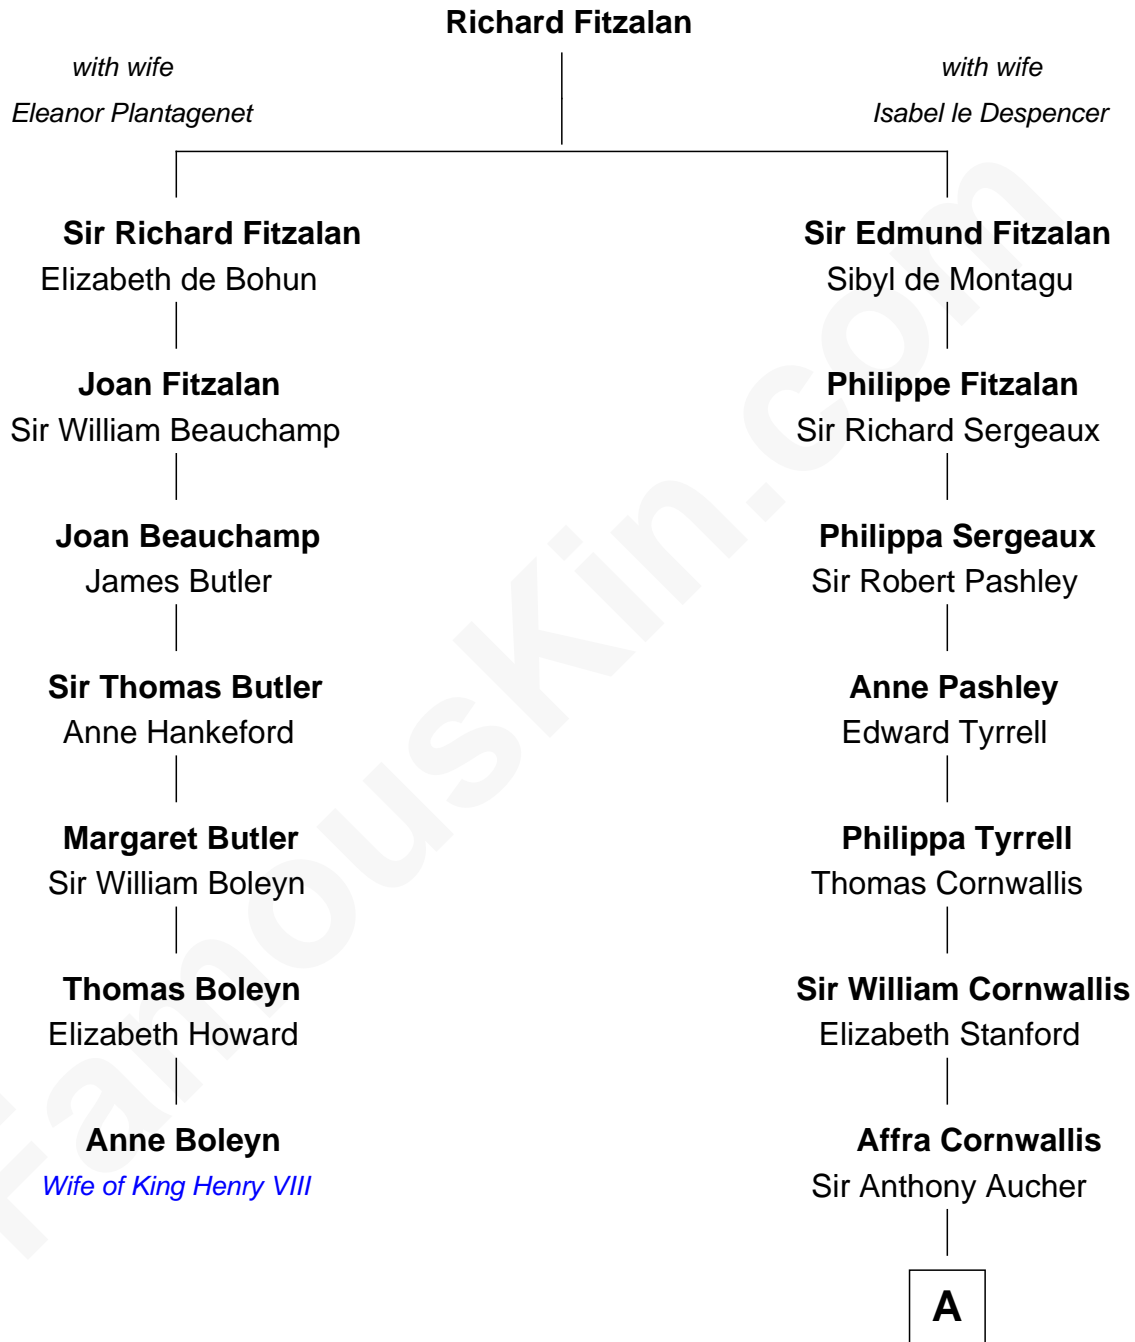 Richard Fitzalan
with wife
Eleanor Plantagenet
with wife
Isabel le Despencer
Sir Richard Fitzalan
Elizabeth de Bohun
Sir Edmund Fitzalan
Sibyl de Montagu
Joan Fitzalan
Sir William Beauchamp
Philippe Fitzalan
Sir Richard Sergeaux
Joan Beauchamp
James Butler
Philippa Sergeaux
Sir Robert Pashley
Sir Thomas Butler
Anne Hankeford
Anne Pashley
Edward Tyrrell
Margaret Butler
Sir William Boleyn
Philippa Tyrrell
Thomas Cornwallis
Thomas Boleyn
Elizabeth Howard
Sir William Cornwallis
Elizabeth Stanford
Anne Boleyn
Wife of King Henry VIII
Affra Cornwallis
Sir Anthony Aucher
A
FamousKin.com